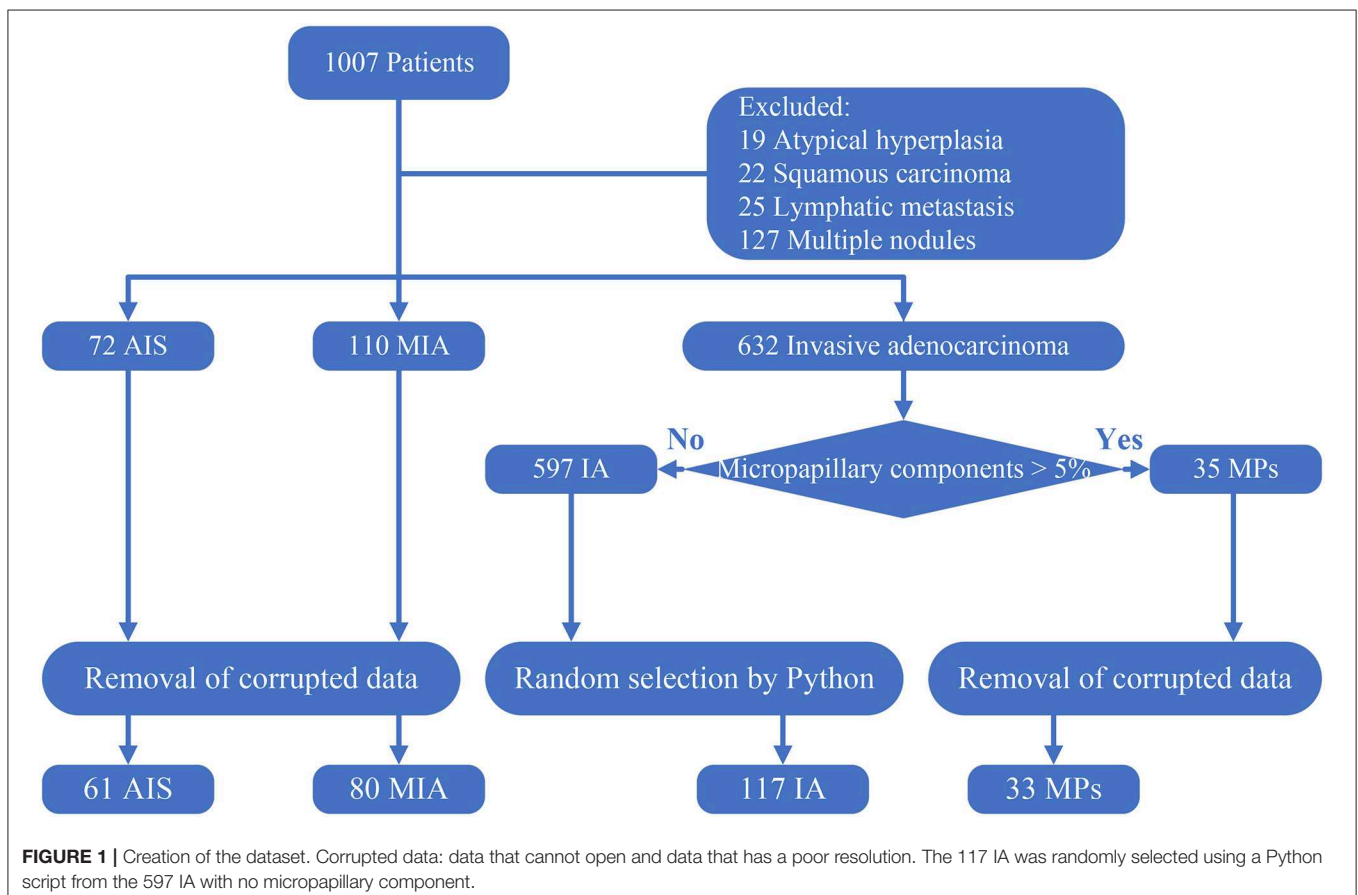 1007 Patients
Excluded:
19 Atypical hyperplasia
22 Squamous carcinoma
25 Lymphatic metastasis
127 Multiple nodules
72 AIS
110 MIA
632 Invasive adenocarcinoma
No
Yes
597 IA
Micropapillary components > 5%
35 MPs
Removal of corrupted data
Random selection by Python
Removal of corrupted data
61 AIS
80 MIA
117 IA
33 MPs
FIGURE 1 | Creation of the dataset. Corrupted data: data that cannot open and data that has a poor resolution. The 117 IA was randomly selected using a Python
script from the 597 IA with no micropapillary component.